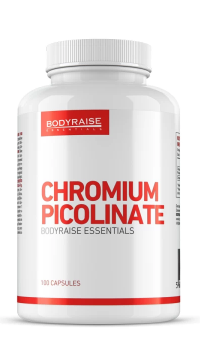 BODYRAISE
ESSENTIALS
CHROMIUM
PICOLINATE
BODYRAISE ESSENTIALS
100 CAPSULES